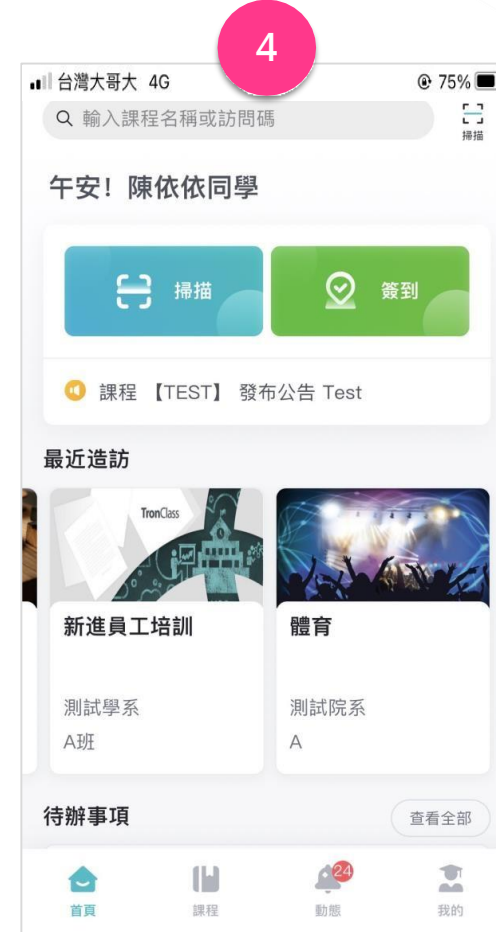 4
台灣大哥大 4G
75%
輸入課程名稱或訪問碼
掃描
午安! 陳依依同學
掃描
簽到
課程 【TEST】 發布公告 Test
最近造訪
TronClass
新進員工培訓
測試學系
A班
體育
測試院系
A
待辦事項
查看全部
24
首頁
課程
動態
我的